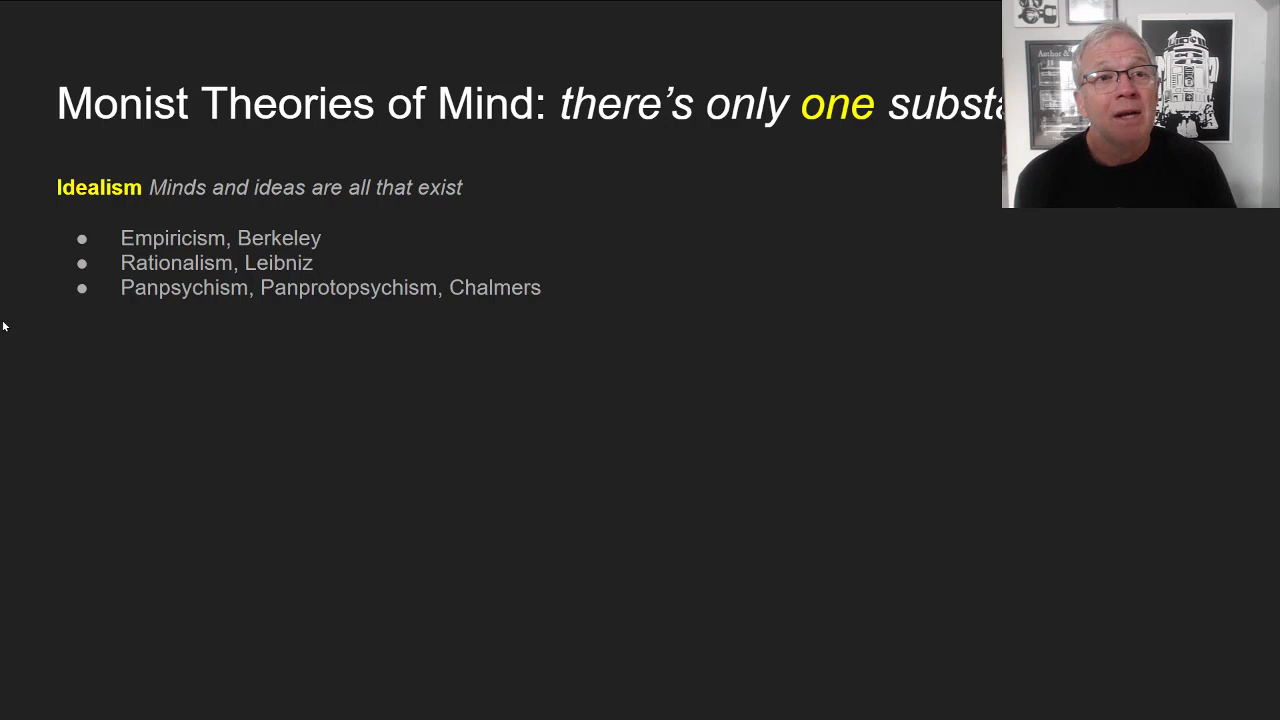 Monist Theories of Mind: there's only one substa
Idealism Minds and ideas are all that exist
● Empiricism, Berkeley
● Rationalism, Leibniz
● Panpsychism, Panprotopsychism, Chalmers
Author &